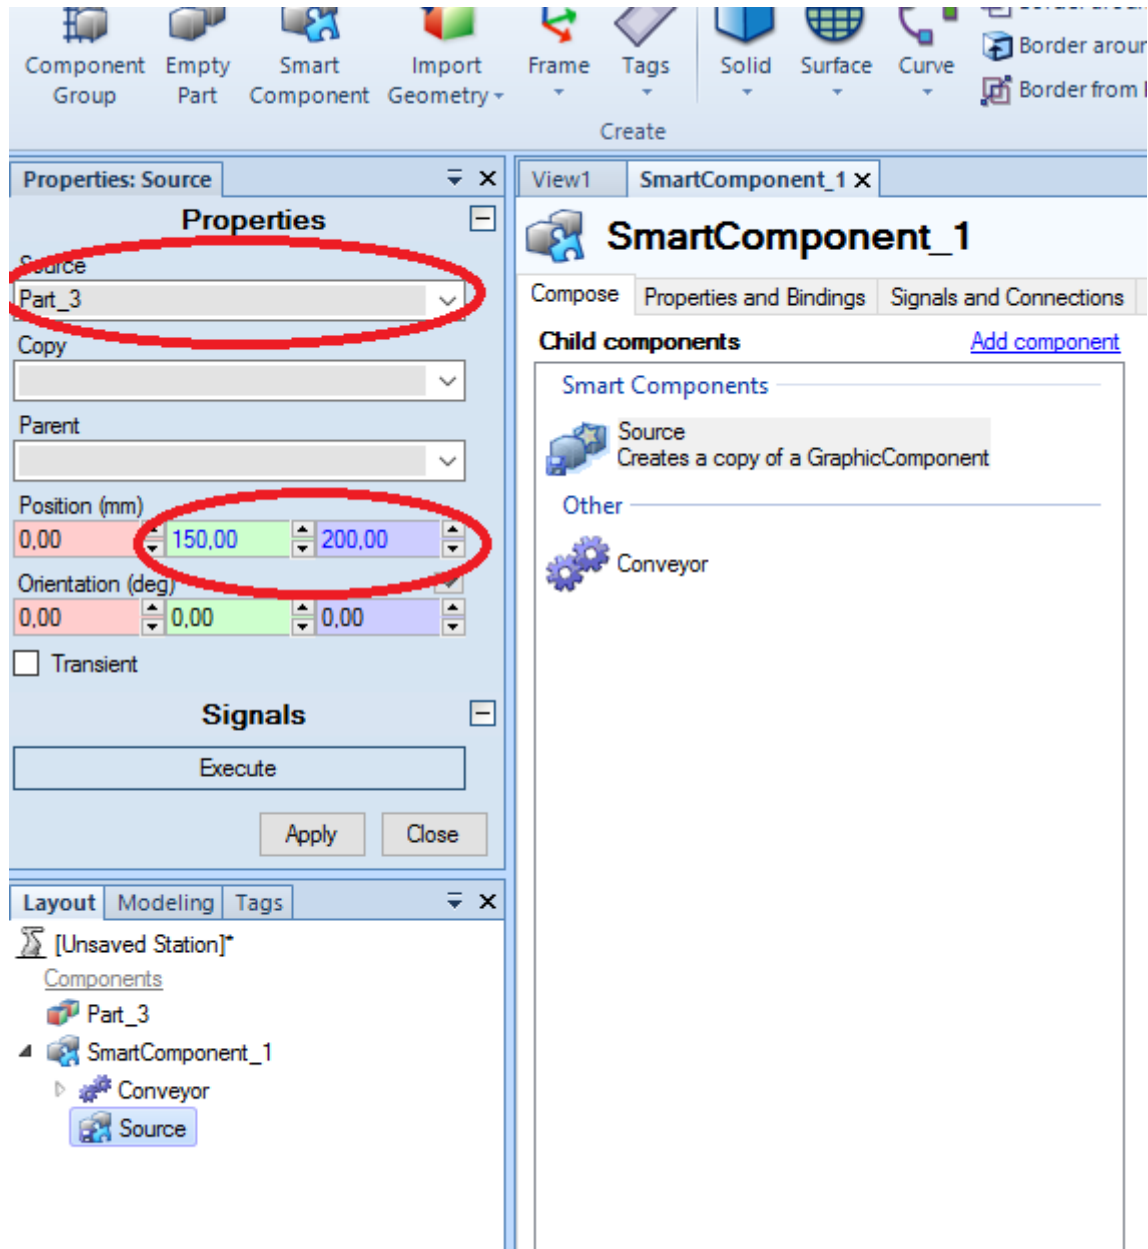 Component Group
Empty Part
Smart Component
Import Geometry
Frame
Tags
Solid
Surface
Curve
Border arour
Border from
Create
Properties: Source
Properties
Source
Part_3
Copy
Parent
Position (mm)
0,00 150,00 200,00
Orientation (deg)
0,00 0,00 0,00
Transient
Signals
Execute
Apply Close
Layout Modeling Tags
[Unsaved Station]*
Components
Part_3
SmartComponent_1
Conveyor
Source
View1 SmartComponent_1
SmartComponent_1
Compose Properties and Bindings Signals and Connections
Child components Add component
Smart Components
Source
Creates a copy of a GraphicComponent
Other
Conveyor